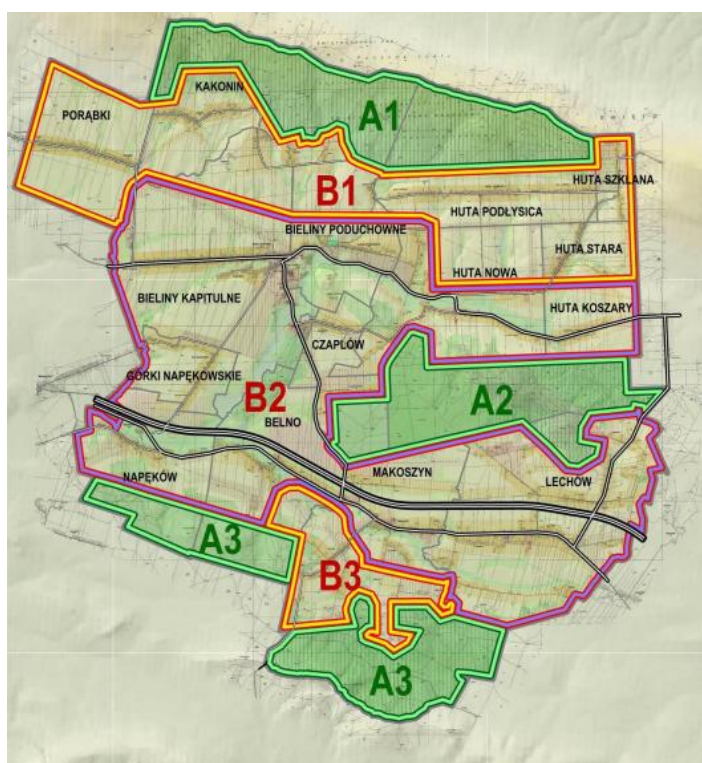 KAKONIN
PORĄBKI
A1
B1
HUTA SZKLANA
HUTA PODŁYSICA
BIELINY PODUCHOWNE
HUTA STARA
HUTA NOWA
BIELINY KAPITULNE
HUTA KOSZARY
CZAPLÓW
GÓRKI NAPĘKOWSKIE
B2
A2
BELNO
MAKOSZYN
NAPĘKÓW
LECHÓW
A3
B3
A3